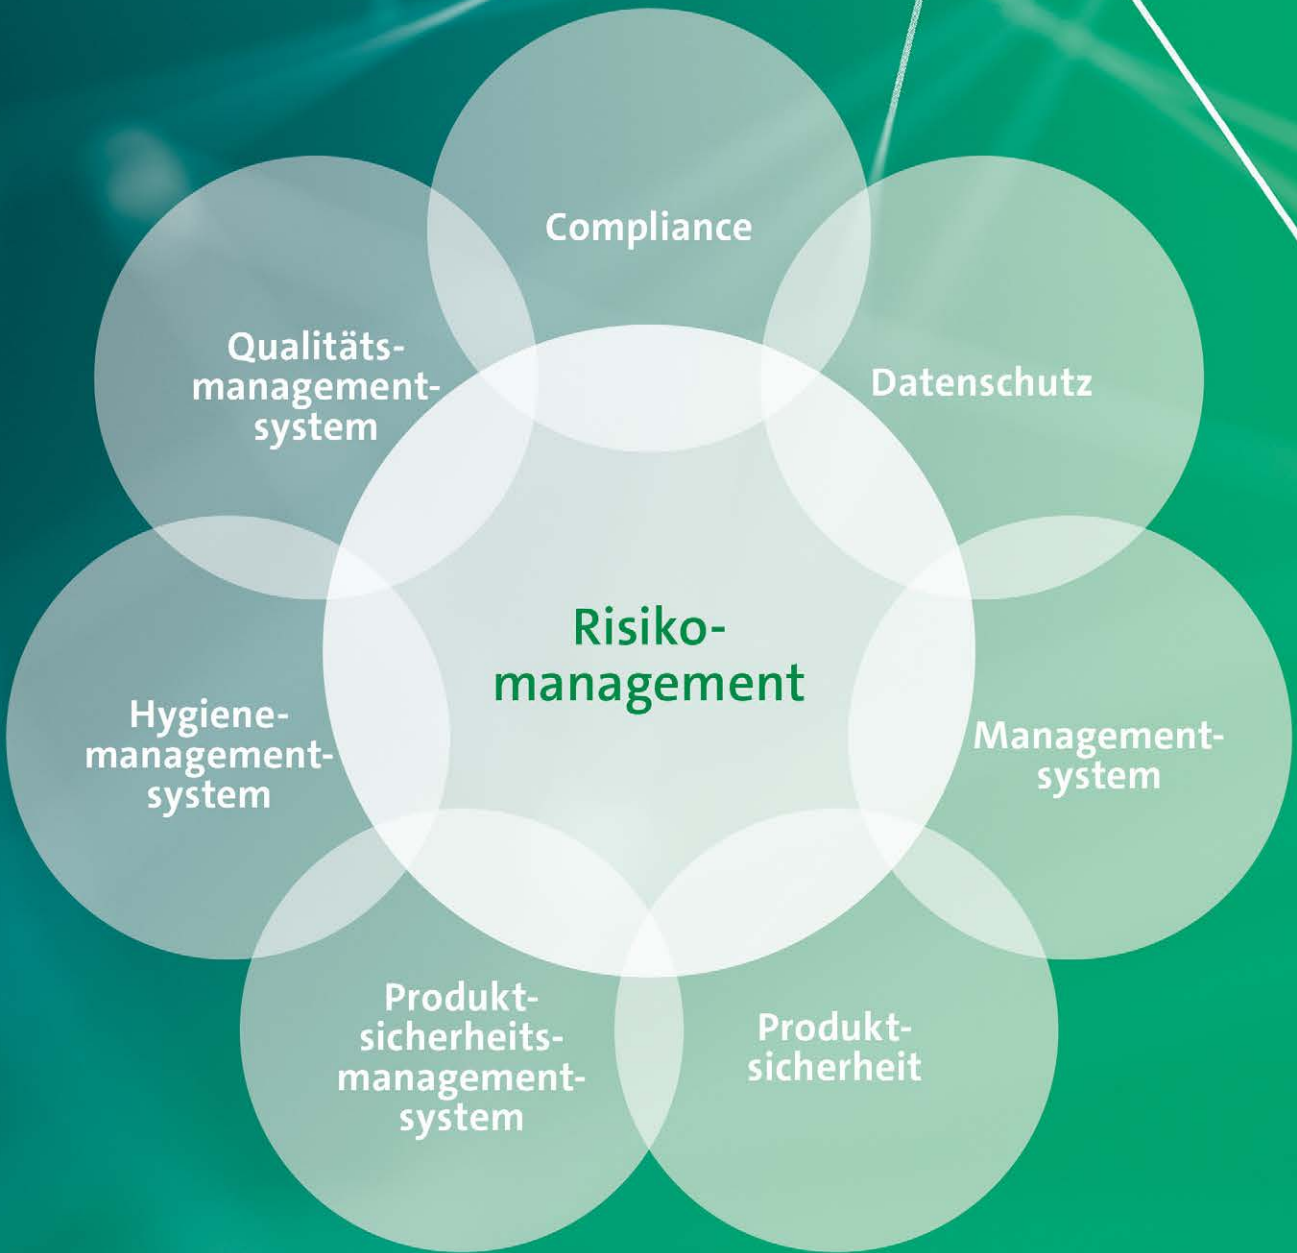 Compliance
Qualitäts-
management-
system
Datenschutz
Risiko-
management
Hygiene-
management-
system
Management-
system
Produkt-
sicherheits-
management-
system
Produkt-
sicherheit